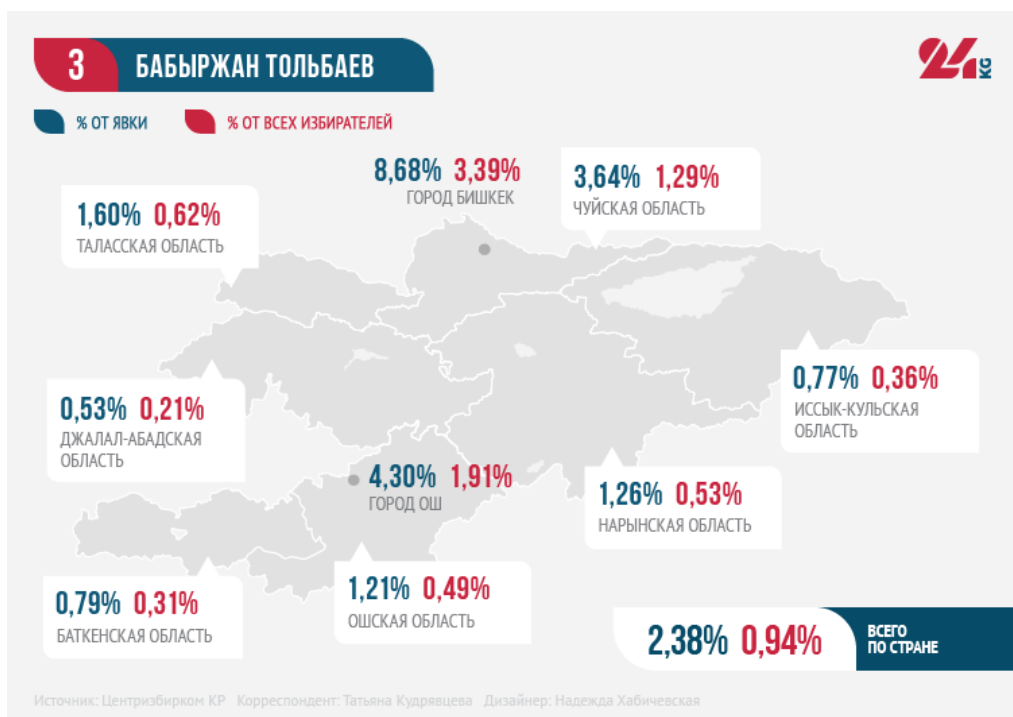 3 БАБЫРЖАН ТОЛЬБАЕВ
24 KG
% ОТ ЯВКИ % ОТ ВСЕХ ИЗБИРАТЕЛЕЙ
8,68% 3,39%
ГОРОД БИШКЕК
3,64% 1,29%
ЧУЙСКАЯ ОБЛАСТЬ
1,60% 0,62%
ТАЛАССКАЯ ОБЛАСТЬ
0,77% 0,36%
ИССЫК-КУЛЬСКАЯ
ОБЛАСТЬ
0,53% 0,21%
ДЖАЛАЛ-АБАДСКАЯ
ОБЛАСТЬ
4,30% 1,91%
ГОРОД ОШ
1,26% 0,53%
НАРЫНСКАЯ ОБЛАСТЬ
0,79% 0,31%
БАТКЕНСКАЯ ОБЛАСТЬ
1,21% 0,49%
ОШСКАЯ ОБЛАСТЬ
2,38% 0,94%
ВСЕГО
ПО СТРАНЕ
Источник: Центризбирком КР Корреспондент: Татьяна Кудрявцева Дизайнер: Надежда Хабичевская